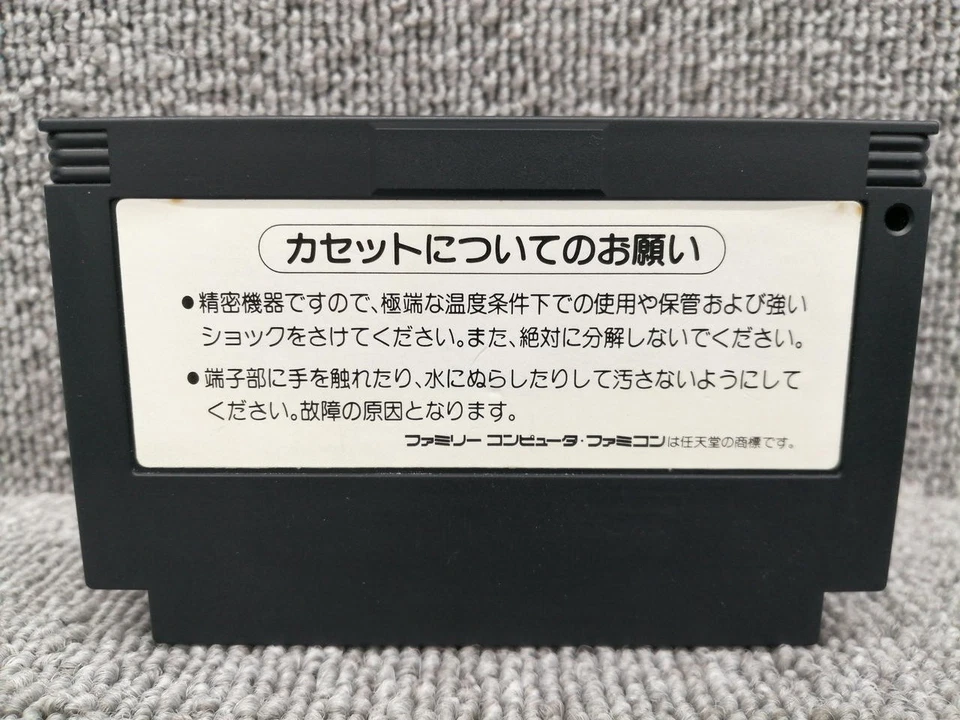 カセットについてのお願い
●精密機器ですので、極端な温度条件下での使用や保管および強い
ショックをさけてください。また、絶対に分解しないでください。
●端子部に手を触れたり、水にぬらしたりして汚さないようにして
ください。故障の原因となります。
ファミリー コンピュータ・ファミコンは任天堂の商標です。